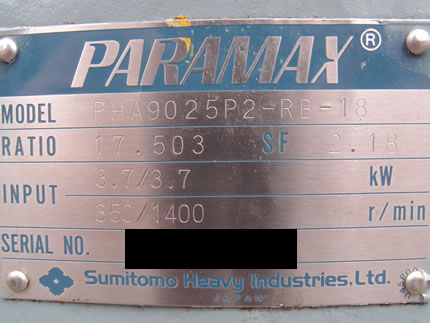 PARAMAX®
MODEL PHA9025P2-RB-18
RATIO 17.503 SF 2.18
INPUT 3.7/3.7 kW
350/1400 r/min
SERIAL NO.
Sumitomo Heavy Industries, Ltd.
JAPAN